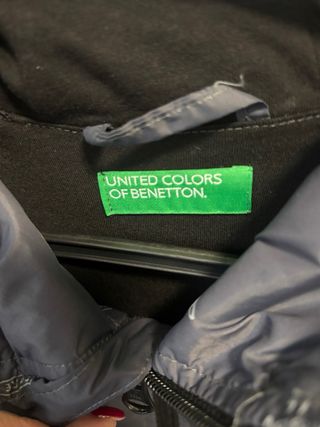 UNITED COLORS
OF BENETTON.